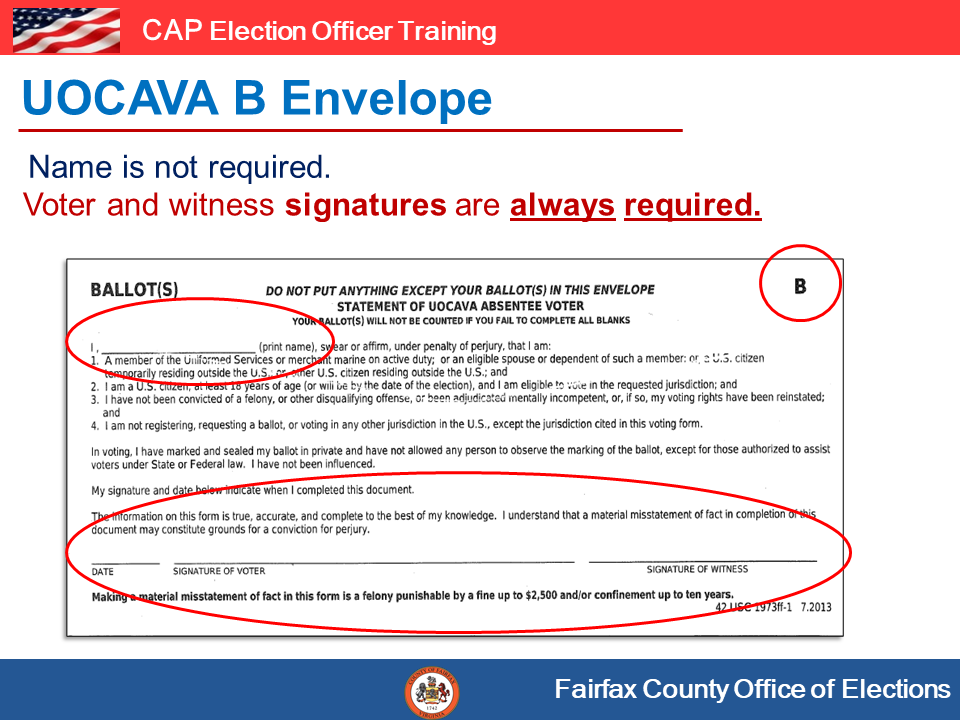 CAP Election Officer Training
UOCAVA B Envelope
Name is not required.
Voter and witness signatures are always required.
BALLOT(S)
DO NOT PUT ANYTHING EXCEPT YOUR BALLOT(S) IN THIS ENVELOPE
B
STATEMENT OF UOCAVA ABSENTEE VOTER
YOUR BALLOT(S) WILL NOT BE COUNTED IF YOU FAIL TO COMPLETE ALL BLANKS
I, (print name), swear or affirm, under penalty of perjury, that I am:
1. A member of the Uniformed Services or merchant marine on active duty; or an eligible spouse or dependent of such a member: or, a U.S. citizen
temporarily residing outside the U.S.; or, other U.S. citizen residing outside the U.S.; and
2. I am a U.S. citizen, at least 18 years of age (or will be by the date of the election), and I am eligible to vote in the requested jurisdiction; and
3. I have not been convicted of a felony, or other disqualifying offense, or been adjudicated mentally incompetent, or, if so, my voting rights have been reinstated;
and
4. I am not registering, requesting a ballot, or voting in any other jurisdiction in the U.S., except the jurisdiction cited in this voting form.
In voting, I have marked and sealed my ballot in private and have not allowed any person to observe the marking of the ballot, except for those authorized to assist
voters under State or Federal law. I have not been influenced.
My signature and date below indicate when I completed this document.
The information on this form is true, accurate, and complete to the best of my knowledge. I understand that a material misstatement of fact in completion of this
document may constitute grounds for a conviction for perjury.
DATE SIGNATURE OF VOTER SIGNATURE OF WITNESS
Making a material misstatement of fact in this form is a felony punishable by a fine up to $2,500 and/or confinement up to ten years.
42 USC 1973ff-1 7.2013
COUNTY OF FAIRFAX
1742
VIRGINIA
Fairfax County Office of Elections